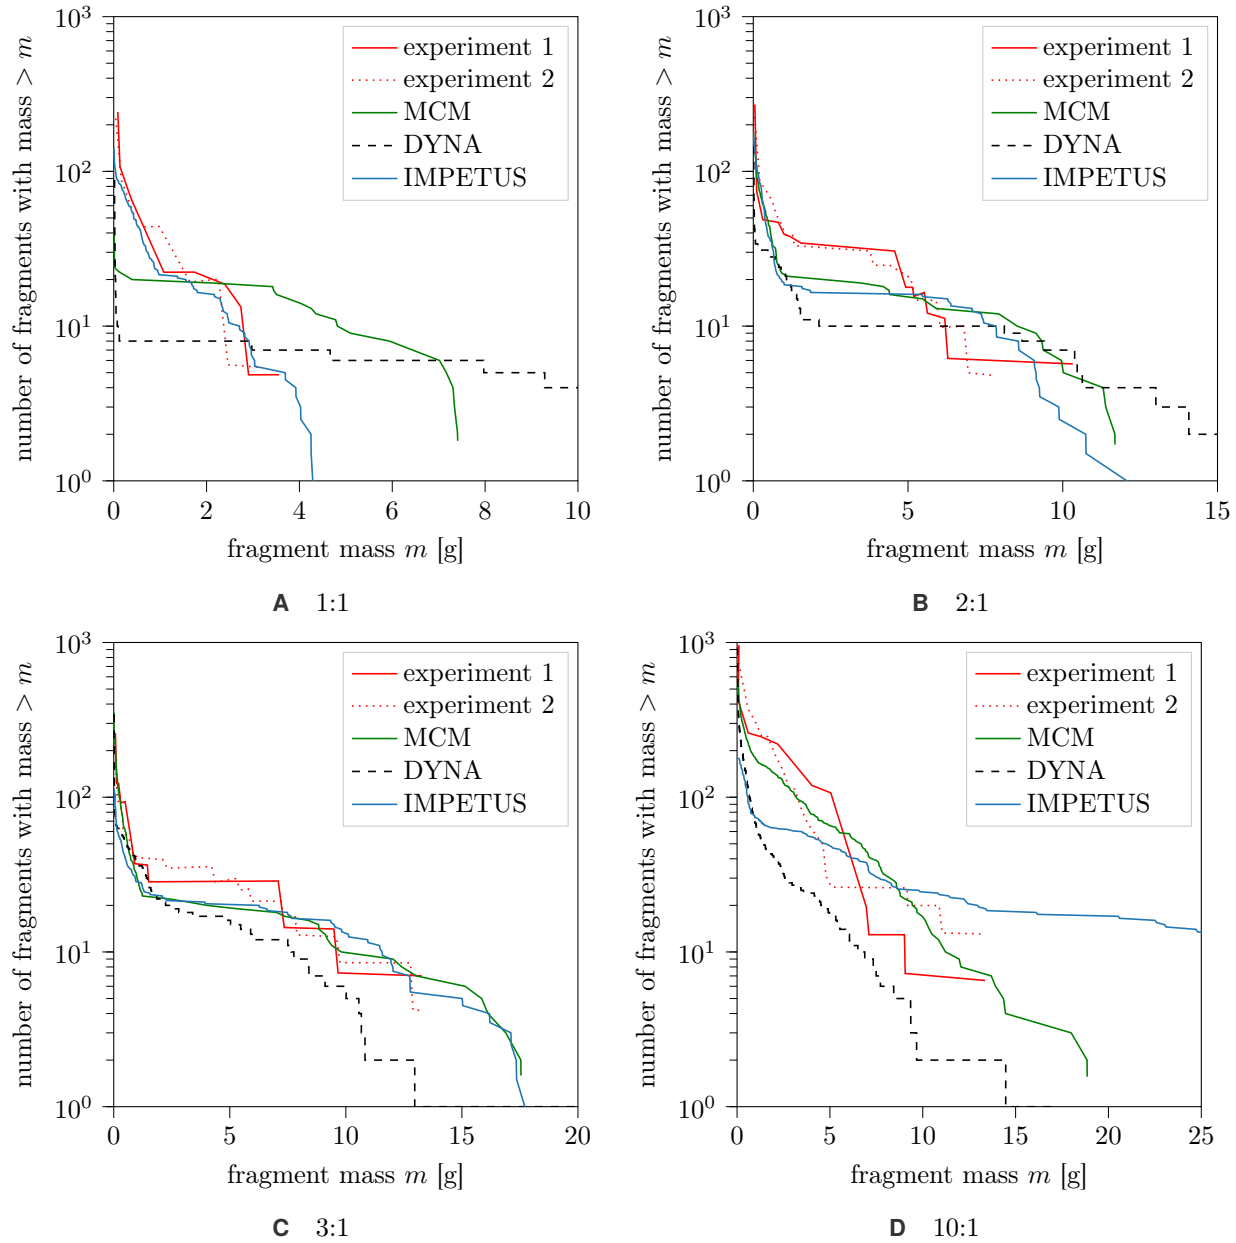 number of fragments with mass > m
10³
10²
10¹
10⁰
experiment 1
experiment 2
MCM
DYNA
IMPETUS
0 2 4 6 8 10
fragment mass m [g]
A 1:1
number of fragments with mass > m
10³
10²
10¹
10⁰
experiment 1
experiment 2
MCM
DYNA
IMPETUS
0 5 10 15
fragment mass m [g]
B 2:1
number of fragments with mass > m
10³
10²
10¹
10⁰
experiment 1
experiment 2
MCM
DYNA
IMPETUS
0 5 10 15 20
fragment mass m [g]
C 3:1
number of fragments with mass > m
10³
10²
10¹
10⁰
experiment 1
experiment 2
MCM
DYNA
IMPETUS
0 5 10 15 20 25
fragment mass m [g]
D 10:1